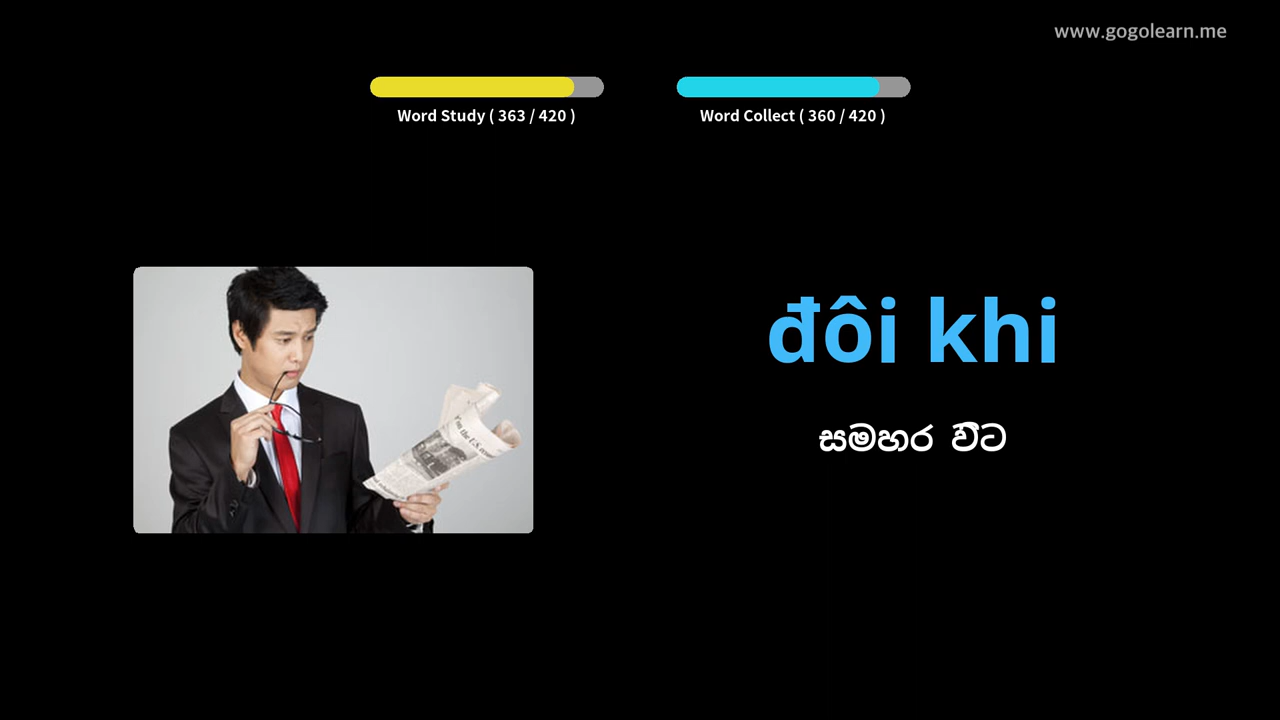 www.gogolearn.me
Word Study ( 363 / 420 )
Word Collect ( 360 / 420 )
đôi khi
සමහර විට